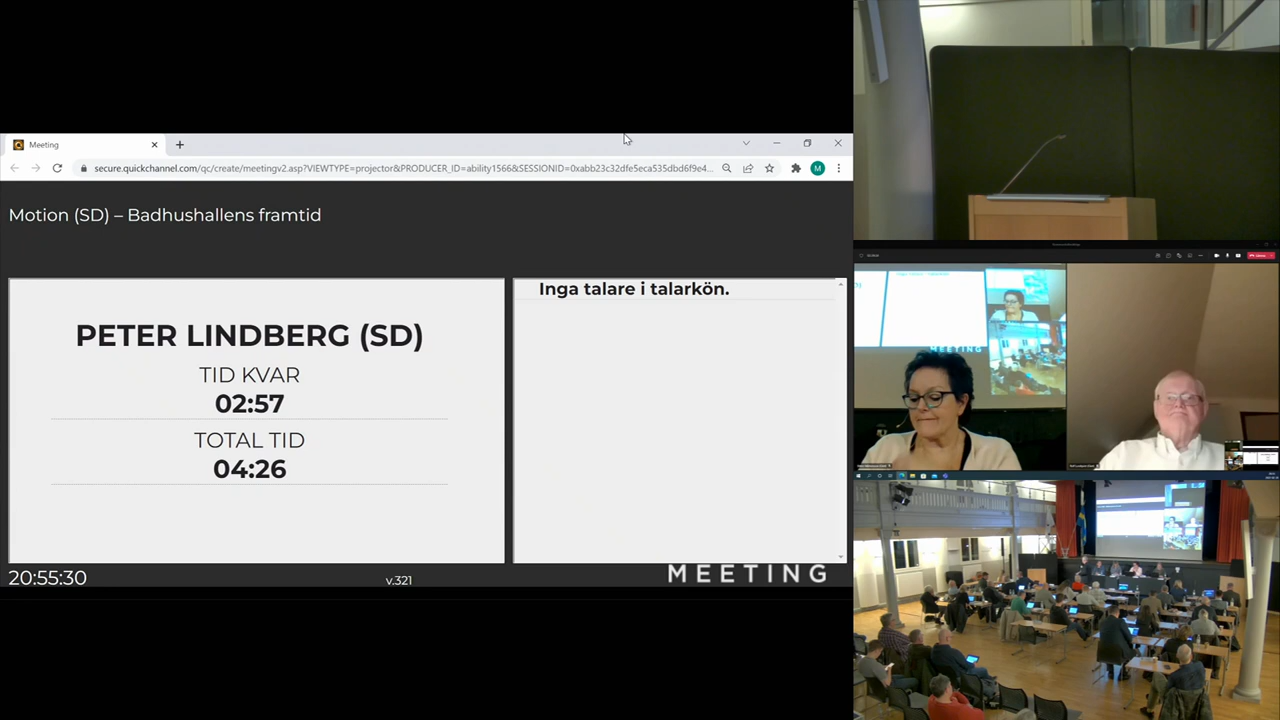 Meeting
secure.quickchannel.com/qc/create/meetingv2.asp?VIEWTYPE=projector&PRODUCER_ID=ability1566&SESSIONID=0xabb23c32dfe5eca535dbd6f9e4...
M
Motion (SD) – Badhushallens framtid
PETER LINDBERG (SD)
TID KVAR
02:57
TOTAL TID
04:26
Inga talare i talarkön.
20:55:30
v.321
MEETING
MEETING